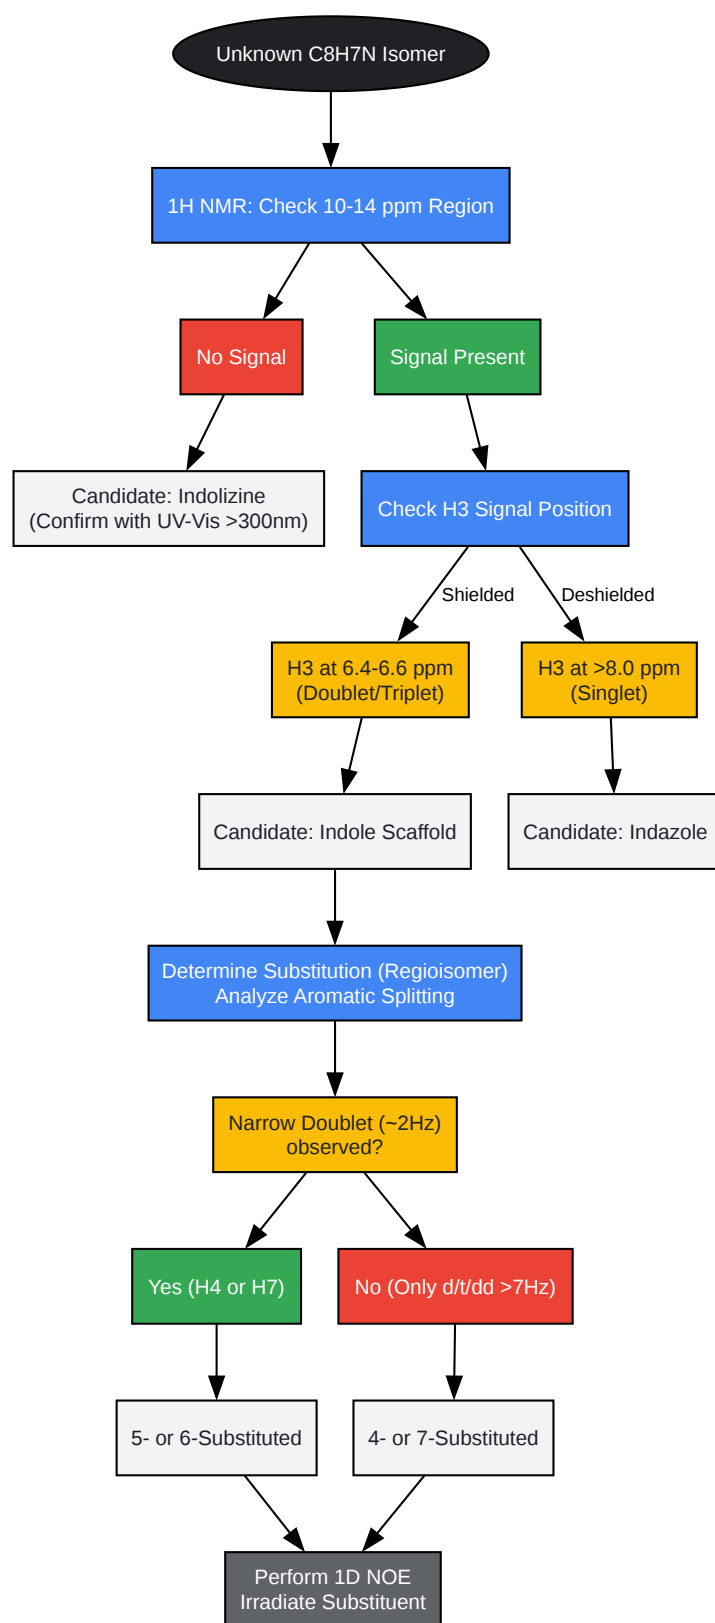 Unknown C8H7N Isomer
1H NMR: Check 10-14 ppm Region
No Signal
Signal Present
Candidate: Indolizine
(Confirm with UV-Vis >300nm)
Check H3 Signal Position
Shielded
Deshielded
H3 at 6.4-6.6 ppm
(Doublet/Triplet)
H3 at >8.0 ppm
(Singlet)
Candidate: Indole Scaffold
Candidate: Indazole
Determine Substitution (Regioisomer)
Analyze Aromatic Splitting
Narrow Doublet (~2Hz)
observed?
Yes (H4 or H7)
No (Only d/t/dd >7Hz)
5- or 6-Substituted
4- or 7-Substituted
Perform 1D NOE
Irradiate Substituent